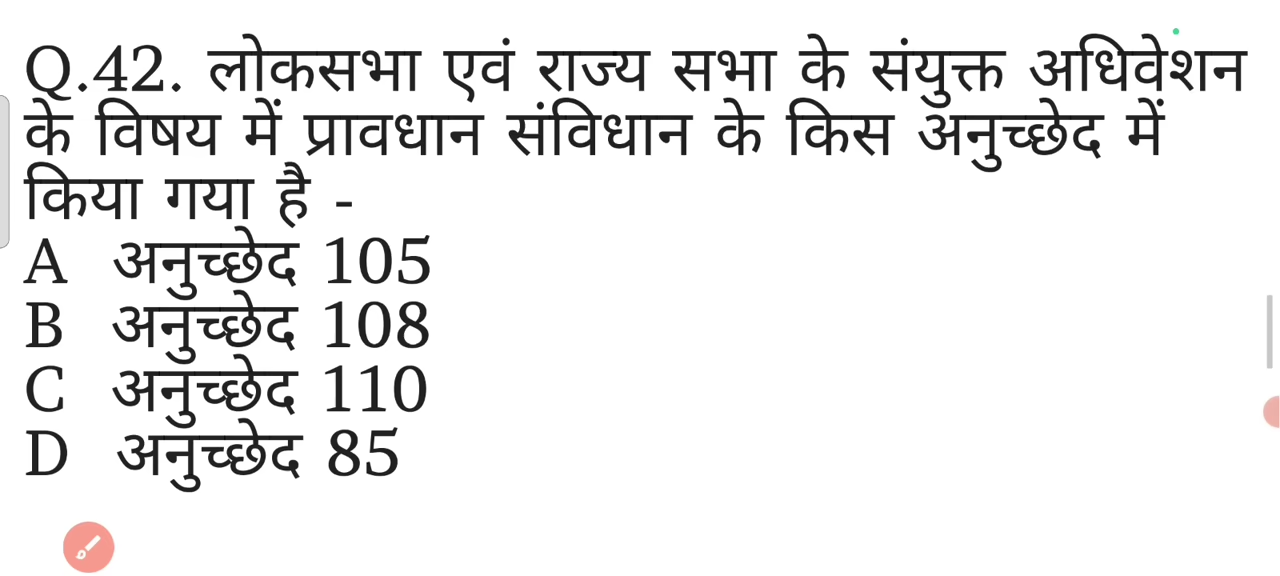 Q.42. लोकसभा एवं राज्य सभा के संयुक्त अधिवेशन
के विषय में प्रावधान संविधान के किस अनुच्छेद में
किया गया है -
A अनुच्छेद 105
B अनुच्छेद 108
C अनुच्छेद 110
D अनुच्छेद 85